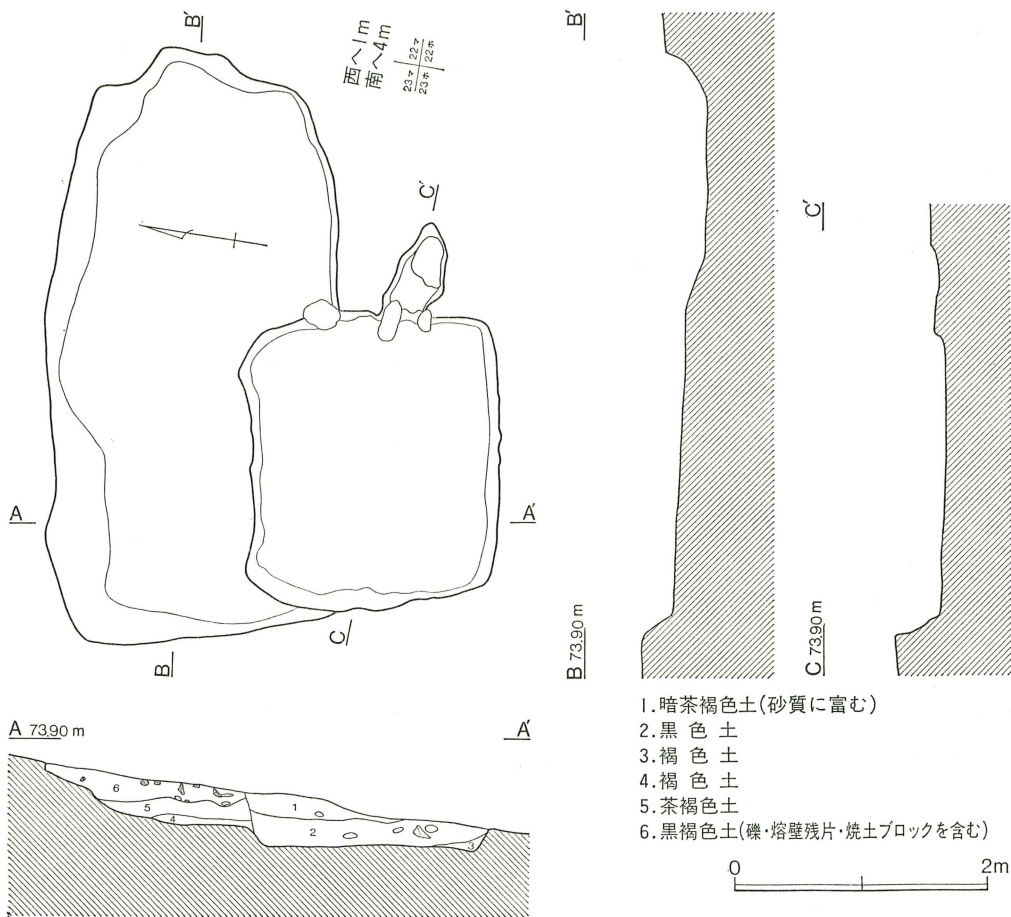 B'
西へ1m
南へ4m
22マ 22ホ
23マ 23ホ
C'
A A'
C
B
B'
B 73.90 m
C'
C 73.90 m
A 73.90 m A'
6
5
4
1
2
3
1.暗茶褐色土(砂質に富む)
2.黒色土
3.褐色土
4.褐色土
5.茶褐色土
6.黒褐色土(礫・熔壁残片・焼土ブロックを含む)
0 2m